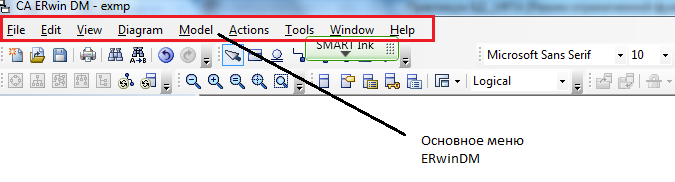 CA ERwin DM - exmp
File Edit View Diagram Model Actions Tools Window Help
SMART Ink
Microsoft Sans Serif 10
A→B
Logical
Основное меню
ERwinDM